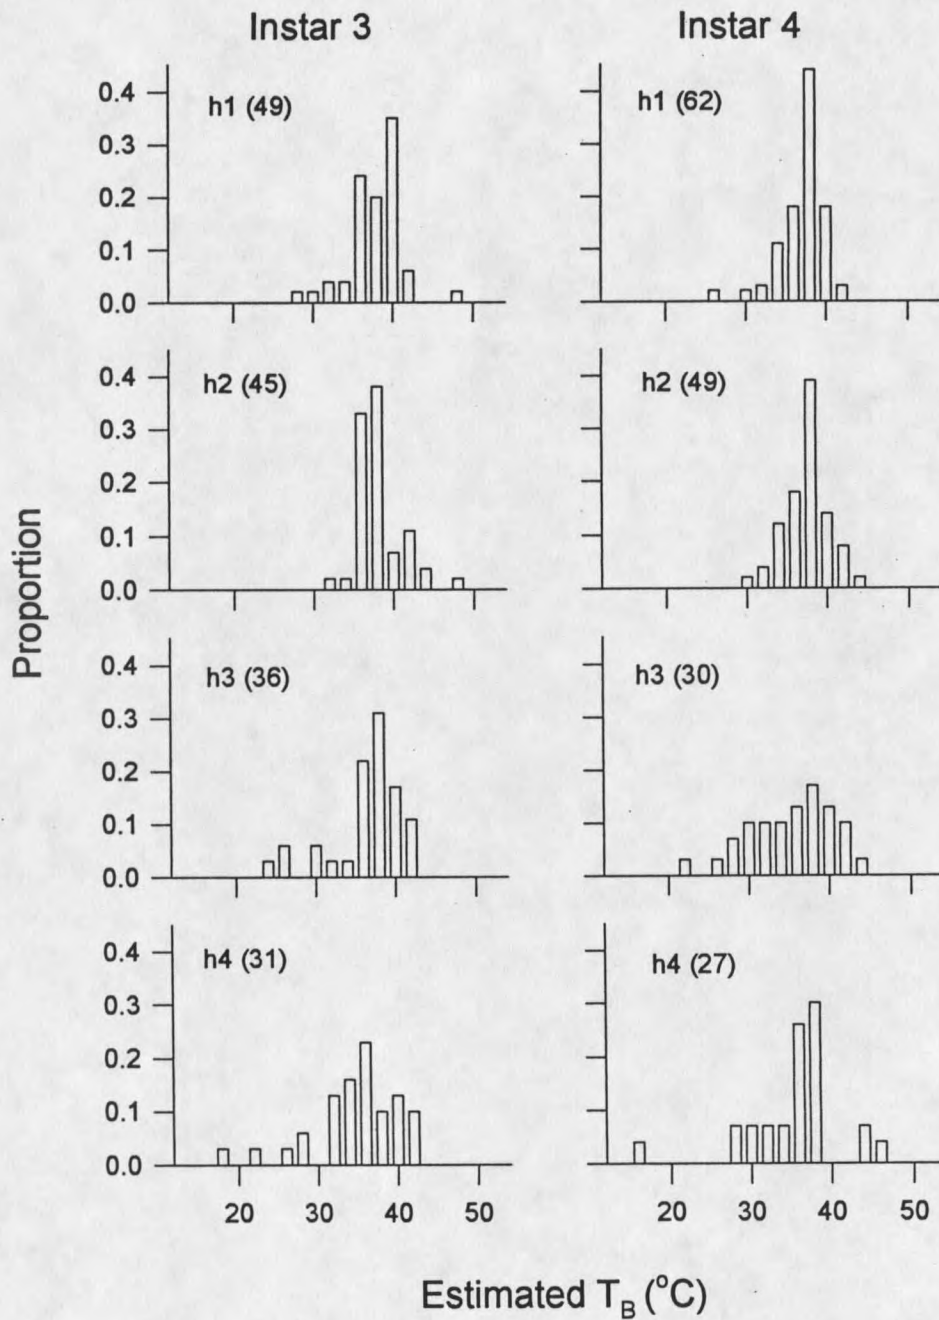 Instar 3 Instar 4
h1 (49) h1 (62)
0.4
0.3
0.2
0.1
0.0
h2 (45) h2 (49)
0.4
0.3
0.2
0.1
0.0
Proportion
h3 (36) h3 (30)
0.4
0.3
0.2
0.1
0.0
h4 (31) h4 (27)
0.4
0.3
0.2
0.1
0.0
20 30 40 50 20 30 40 50
Estimated T_B (°C)